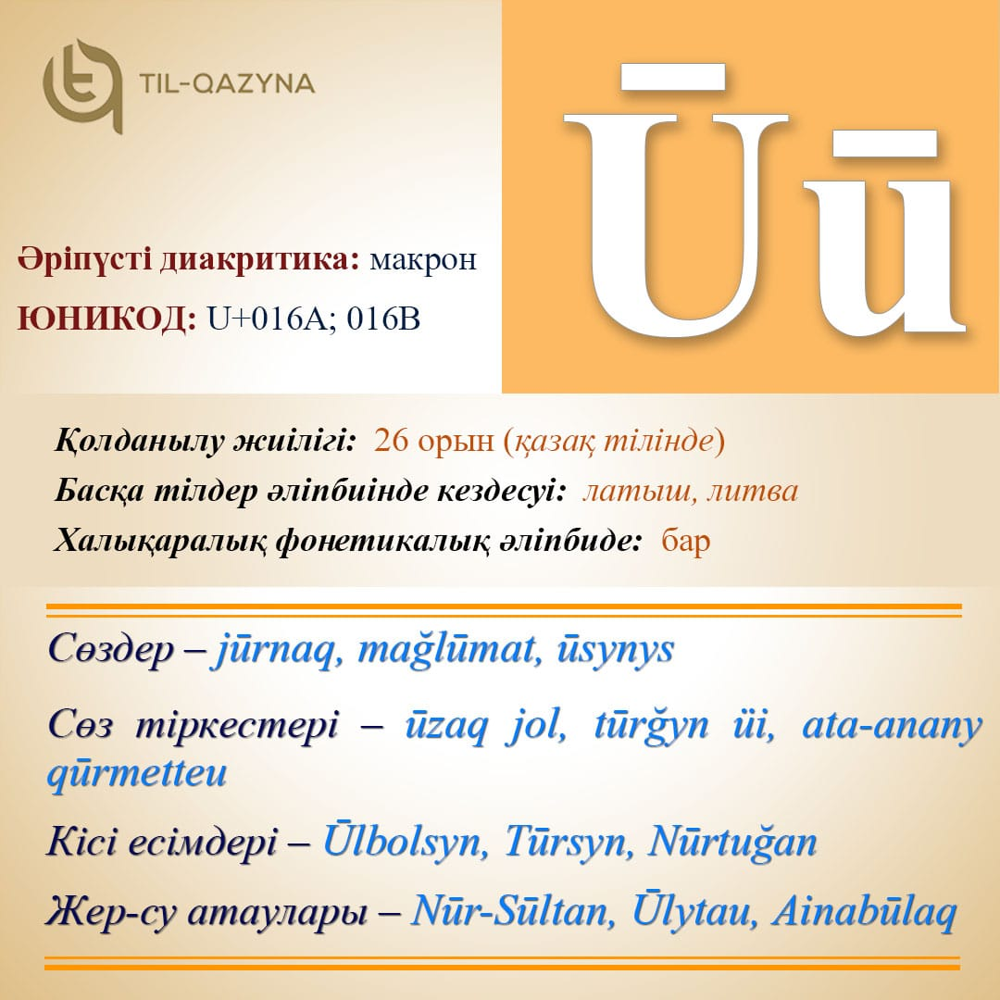 TIL-QAZYNA
Ūū
Әріпүсті диакритика: макрон
ЮНИКОД: U+016A; 016B
Қолданылу жиілігі: 26 орын (қазақ тілінде)
Басқа тілдер әліпбиінде кездесуі: латыш, литва
Халықаралық фонетикалық әліпбиде: бар
Сөздер – jūrnaq, mağlūmat, ūsynys
Сөз тіркестері – ūzaq jol, tūrğyn üi, ata-anany
qūrmetteu
Кісі есімдері – Ūlbolsyn, Tūrsyn, Nūrtuğan
Жер-су атаулары – Nūr-Sūltan, Ūlytau, Ainabūlaq